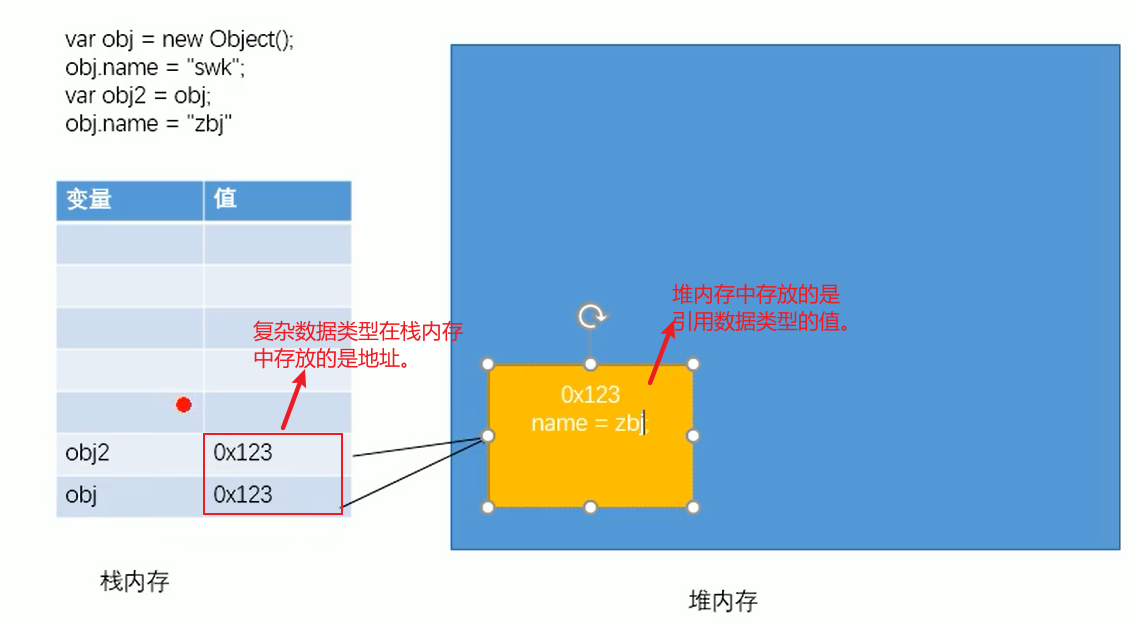 var obj = new Object();
obj.name = "swk";
var obj2 = obj;
obj.name = "zbj"
变量 值
复杂数据类型在栈内存
中存放的是地址。
堆内存中存放的是
引用数据类型的值。
0x123
name = zbj;
obj2 0x123
obj 0x123
栈内存
堆内存